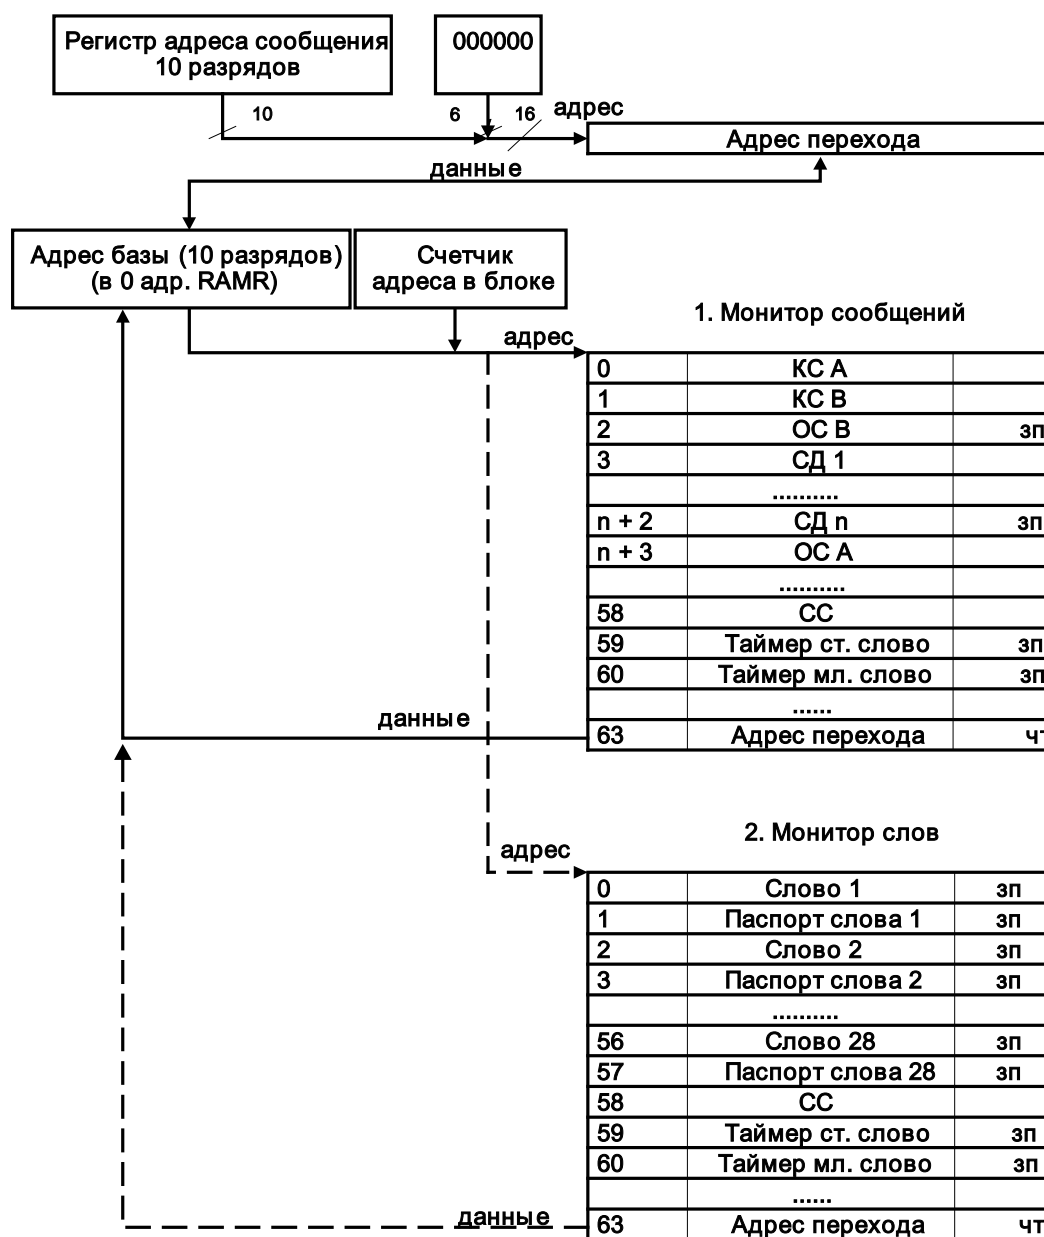 Регистр адреса сообщения
10 разрядов
000000
10
6
16
адрес
Адрес перехода
данные
Адрес базы (10 разрядов)
(в 0 адр. RAMR)
Счетчик
адреса в блоке
1. Монитор сообщений
адрес
0 КС А
1 КС В
2 ОС В зп
3 СД 1
..........
n + 2 СД n зп
n + 3 ОС А
..........
58 СС
59 Таймер ст. слово зп
60 Таймер мл. слово зп
......
данные
63 Адрес перехода чт
2. Монитор слов
адрес
0 Слово 1 зп
1 Паспорт слова 1 зп
2 Слово 2 зп
3 Паспорт слова 2 зп
..........
56 Слово 28 зп
57 Паспорт слова 28 зп
58 СС
59 Таймер ст. слово зп
60 Таймер мл. слово зп
......
данные
63 Адрес перехода чт